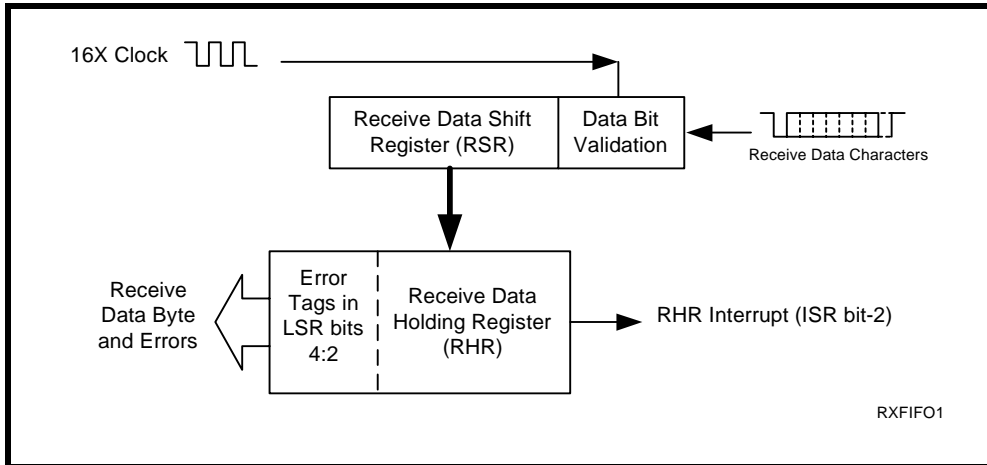 16X Clock
Receive Data Shift
Register (RSR)
Data Bit
Validation
Receive Data Characters
Receive
Data Byte
and Errors
Error
Tags in
LSR bits
4:2
Receive Data
Holding Register
(RHR)
RHR Interrupt (ISR bit-2)
RXFIFO1